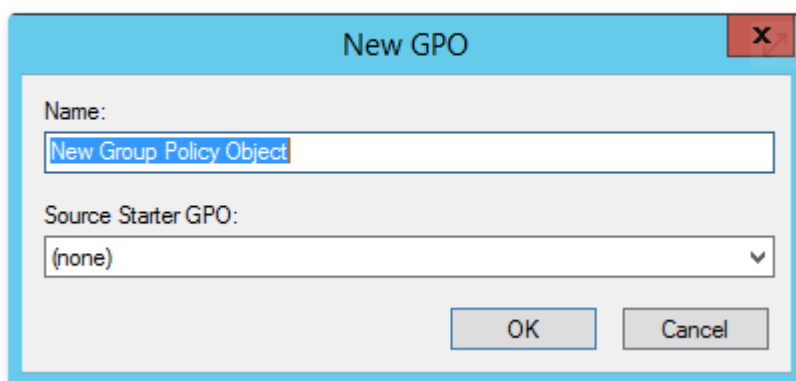 New GPO
x
Name:
New Group Policy Object
Source Starter GPO:
(none)
OK Cancel